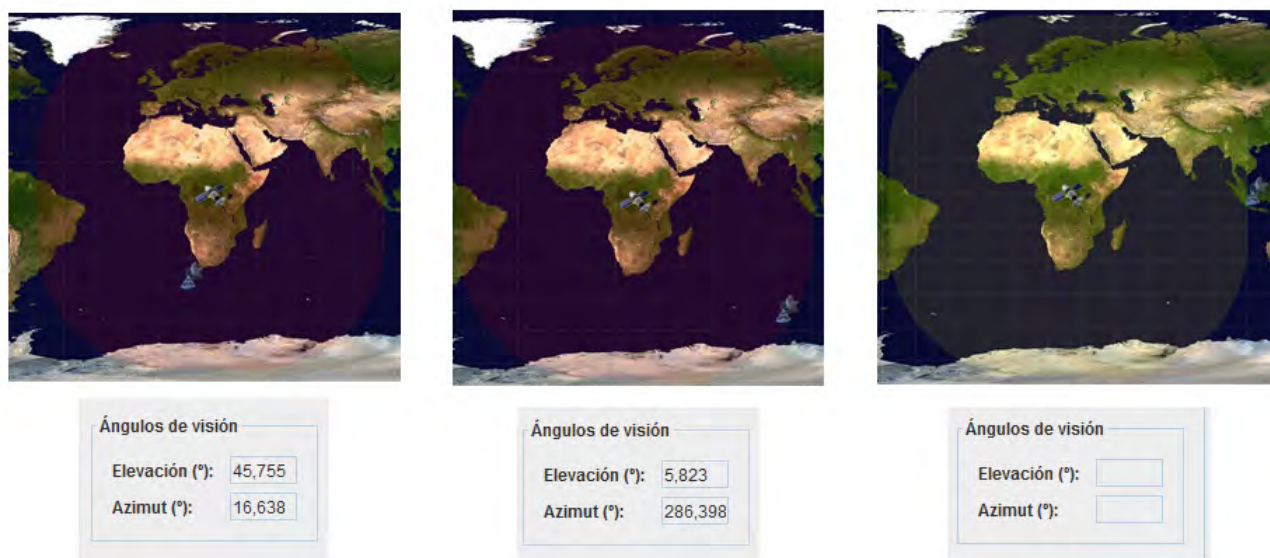 Ángulos de visión
Elevación (º): 45,755
Azimut (º): 16,638
Ángulos de visión
Elevación (º): 5,823
Azimut (º): 286,398
Ángulos de visión
Elevación (º):
Azimut (º):